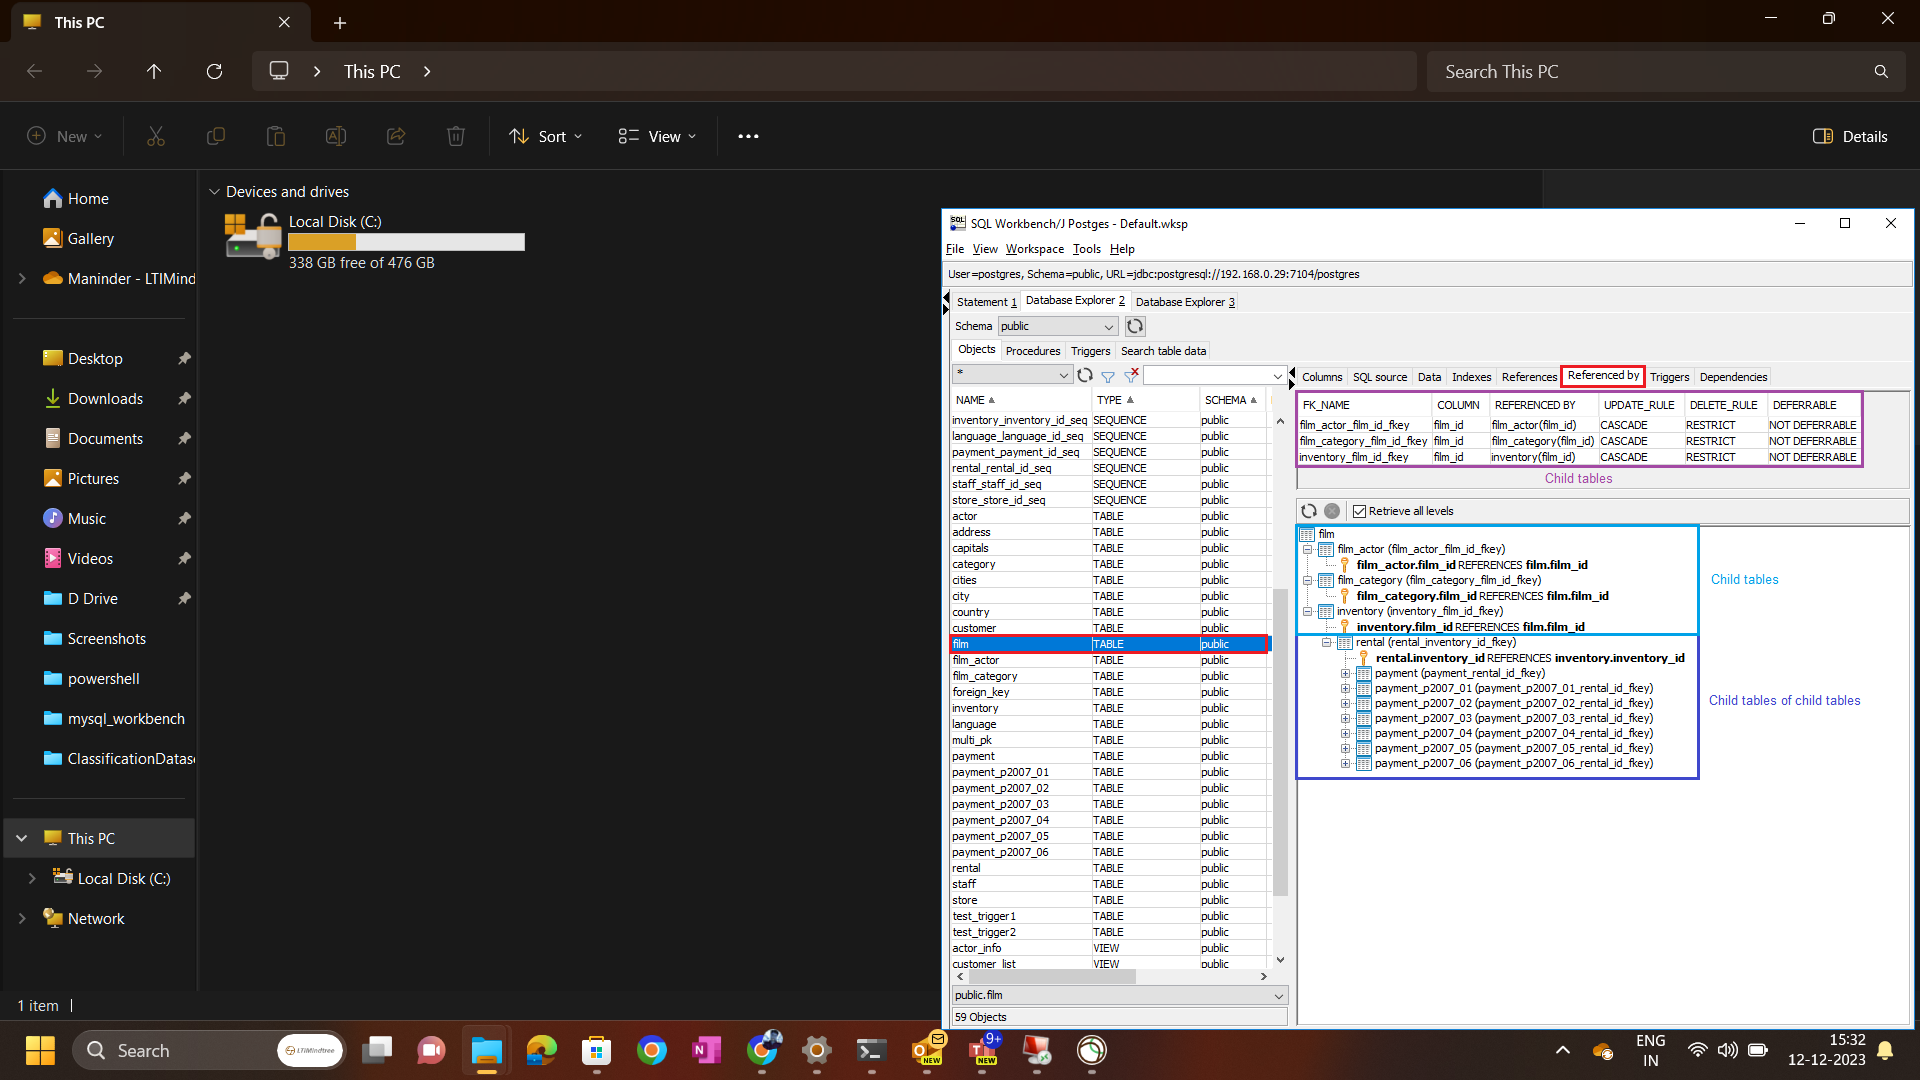 This PC
This PC
Search This PC
New
Sort
View
Details
Home
Gallery
Maninder - LTIMind
Desktop
Downloads
Documents
Pictures
Music
Videos
D Drive
Screenshots
powershell
mysql_workbench
ClassificationDatas
This PC
Local Disk (C:)
Network
1 item
Devices and drives
Local Disk (C:)
338 GB free of 476 GB
SQL Workbench/J Postges - Default.wksp
File View Workspace Tools Help
User=postgres, Schema=public, URL=jdbc:postgresql://192.168.0.29:7104/postgres
Statement 1 Database Explorer 2 Database Explorer 3
Schema public
Objects Procedures Triggers Search table data
*
NAME TYPE SCHEMA
inventory_inventory_id_seq SEQUENCE public
language_language_id_seq SEQUENCE public
payment_payment_id_seq SEQUENCE public
rental_rental_id_seq SEQUENCE public
staff_staff_id_seq SEQUENCE public
store_store_id_seq SEQUENCE public
actor TABLE public
address TABLE public
capitals TABLE public
category TABLE public
cities TABLE public
city TABLE public
country TABLE public
customer TABLE public
film TABLE public
film_actor TABLE public
film_category TABLE public
foreign_key TABLE public
inventory TABLE public
language TABLE public
multi_pk TABLE public
payment TABLE public
payment_p2007_01 TABLE public
payment_p2007_02 TABLE public
payment_p2007_03 TABLE public
payment_p2007_04 TABLE public
payment_p2007_05 TABLE public
payment_p2007_06 TABLE public
rental TABLE public
staff TABLE public
store TABLE public
test_trigger1 TABLE public
test_trigger2 TABLE public
actor_info VIEW public
customer_list VIEW public
public.film
59 Objects
Columns SQL source Data Indexes References Referenced by Triggers Dependencies
FK_NAME COLUMN REFERENCED BY UPDATE_RULE DELETE_RULE DEFERRABLE
film_actor_film_id_fkey film_id film_actor(film_id) CASCADE RESTRICT NOT DEFERRABLE
film_category_film_id_fkey film_id film_category(film_id) CASCADE RESTRICT NOT DEFERRABLE
inventory_film_id_fkey film_id inventory(film_id) CASCADE RESTRICT NOT DEFERRABLE
Child tables
Retrieve all levels
film
film_actor (film_actor_film_id_fkey)
film_actor.film_id REFERENCES film.film_id
film_category (film_category_film_id_fkey)
film_category.film_id REFERENCES film.film_id
inventory (inventory_film_id_fkey)
inventory.film_id REFERENCES film.film_id
Child tables
rental (rental_inventory_id_fkey)
rental.inventory_id REFERENCES inventory.inventory_id
payment (payment_rental_id_fkey)
payment_p2007_01 (payment_p2007_01_rental_id_fkey)
payment_p2007_02 (payment_p2007_02_rental_id_fkey)
payment_p2007_03 (payment_p2007_03_rental_id_fkey)
payment_p2007_04 (payment_p2007_04_rental_id_fkey)
payment_p2007_05 (payment_p2007_05_rental_id_fkey)
payment_p2007_06 (payment_p2007_06_rental_id_fkey)
Child tables of child tables
Search
LTIMindtree
NEW
9+
NEW
ENG
IN
15:32
12-12-2023